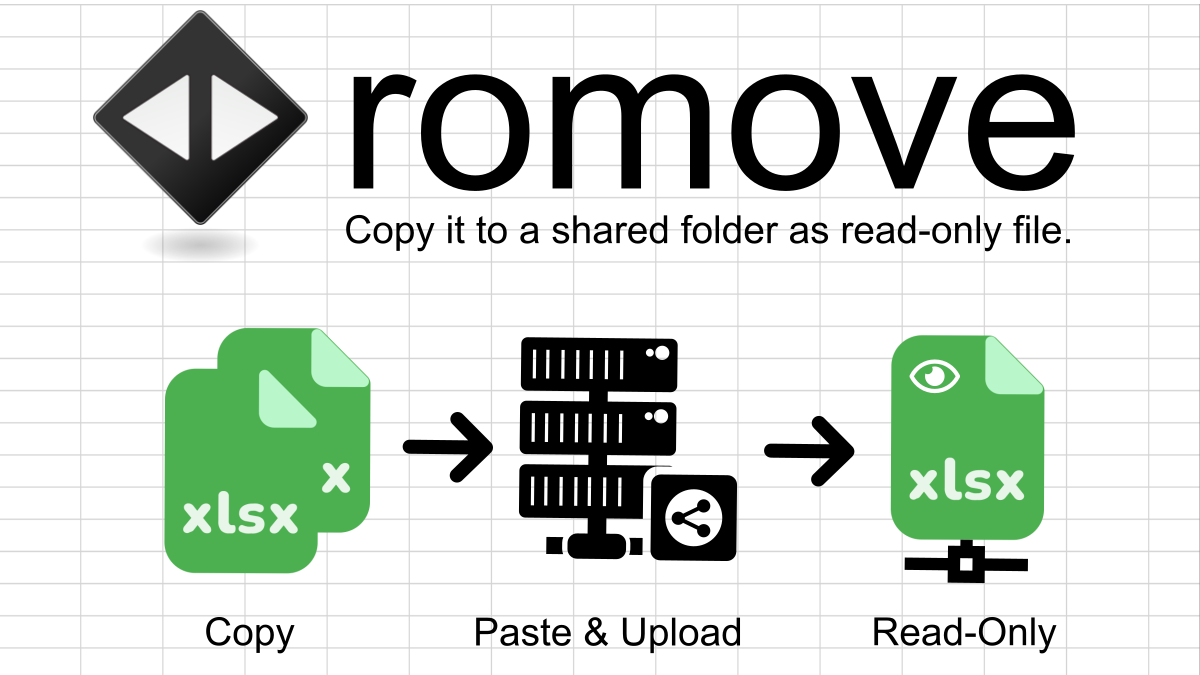 romove
Copy it to a shared folder as read-only file.
xlsx
x
xlsx
Copy
Paste & Upload
Read-Only